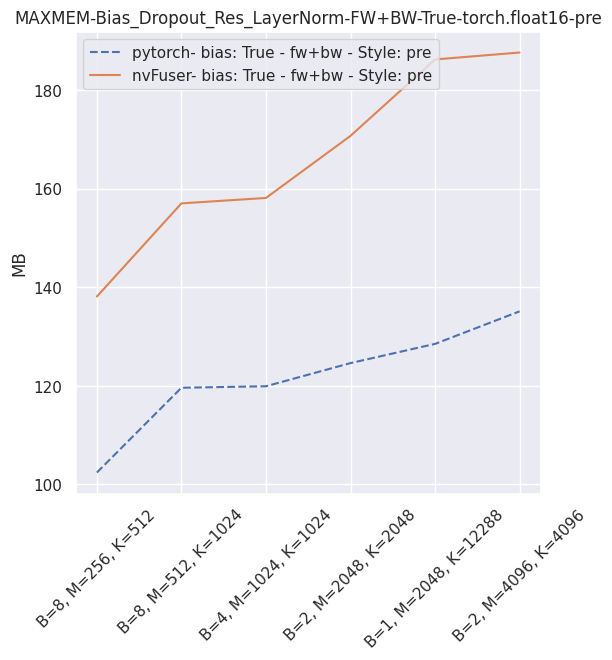 MAXMEM-Bias_Dropout_Res_LayerNorm-FW+BW-True-torch.float16-pre
pytorch- bias: True - fw+bw - Style: pre
nvFuser- bias: True - fw+bw - Style: pre
MB
180
160
140
120
100
B=8, M=256, K=512
B=8, M=512, K=1024
B=4, M=1024, K=1024
B=2, M=2048, K=2048
B=1, M=2048, K=12288
B=2, M=4096, K=4096